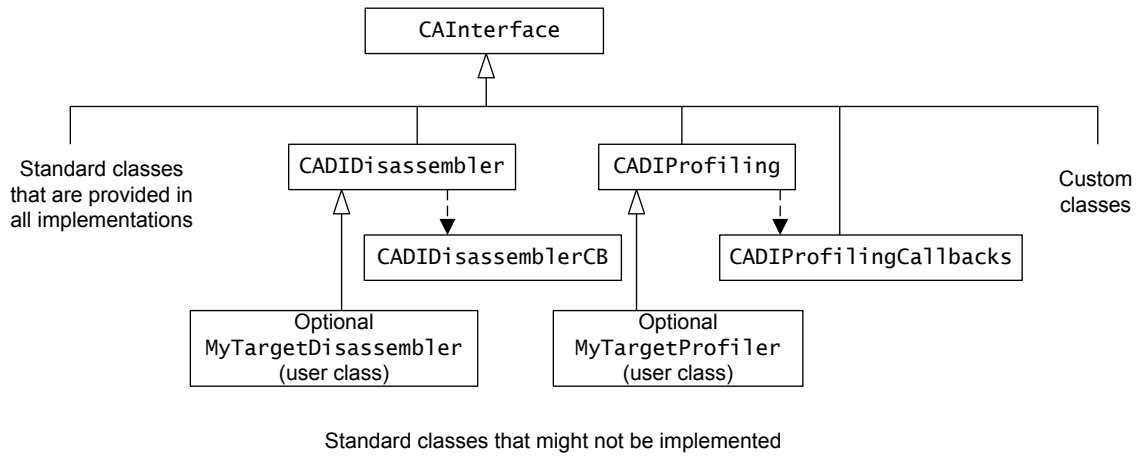 CAInterface
Standard classes
that are provided in
all implementations
CADIDisassembler
CADIProfiling
Custom
classes
CADIDisassemblerCB
CADIProfilingCallbacks
Optional
MyTargetDisassembler
(user class)
Optional
MyTargetProfiler
(user class)
Standard classes that might not be implemented